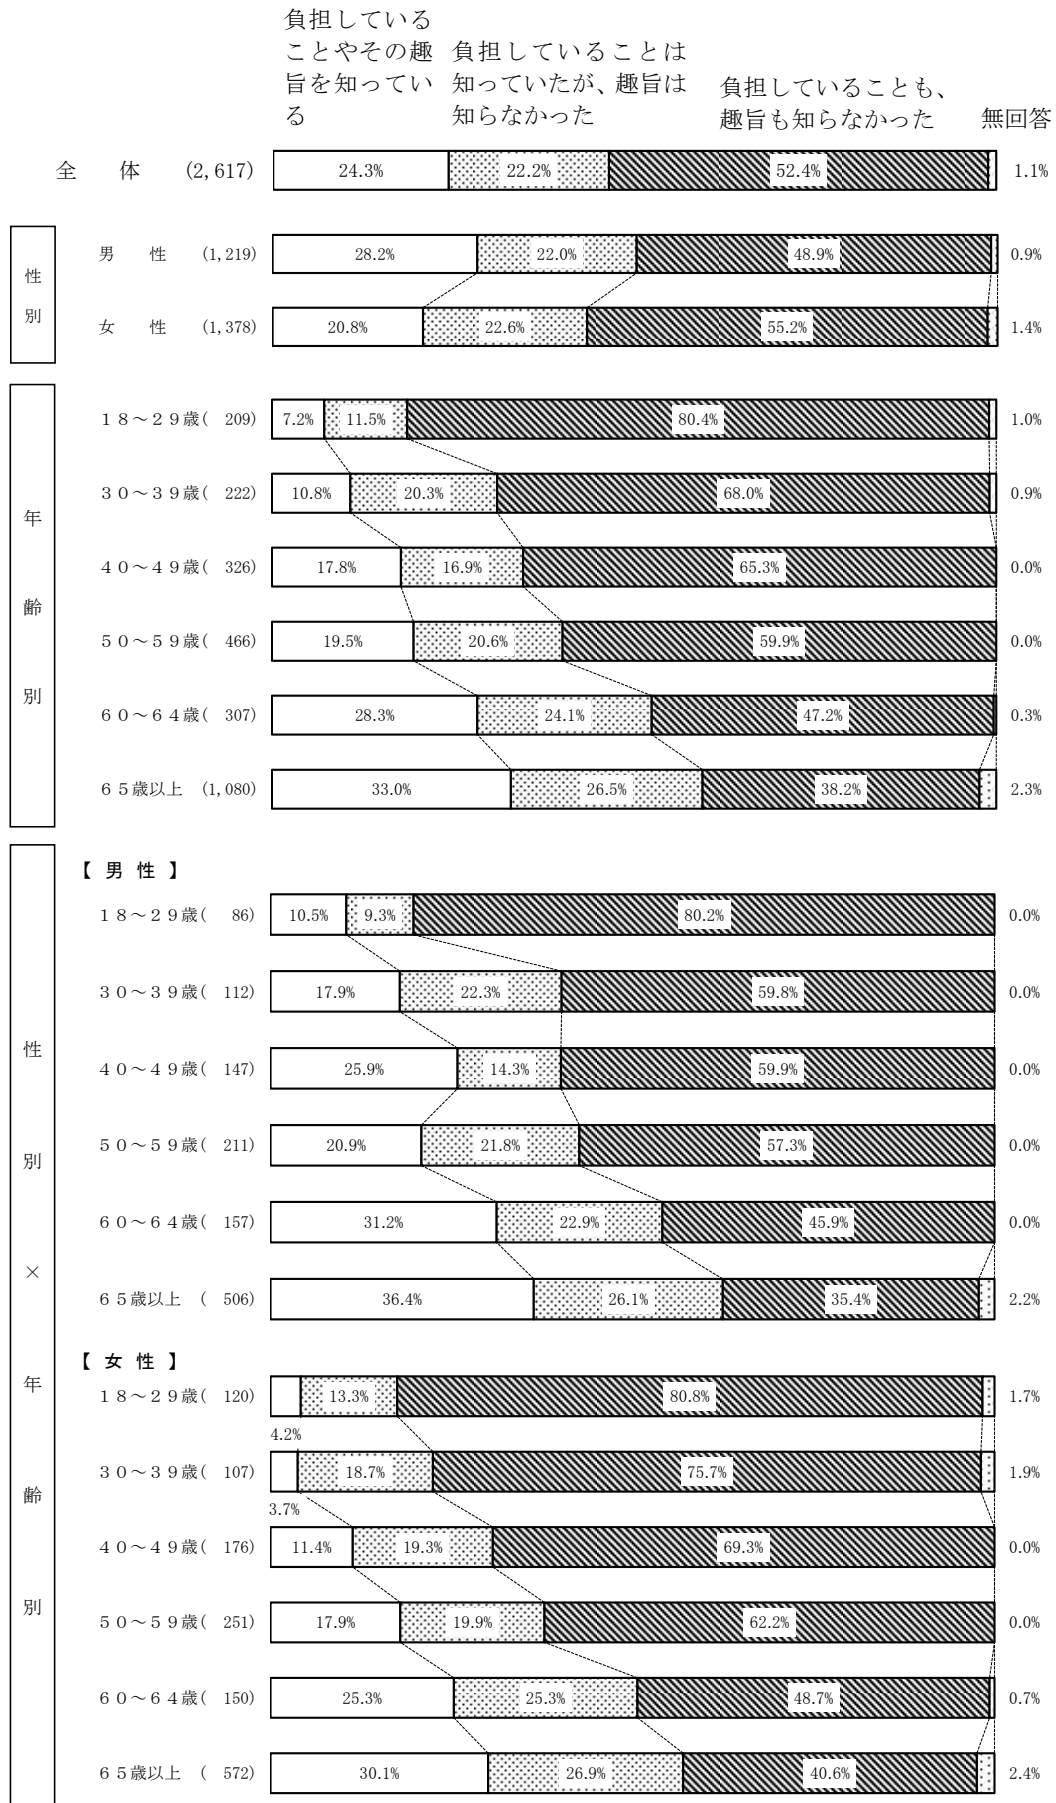 負担している
ことやその趣
旨を知ってい
る
負担していることは
知っていたが、趣旨は
知らなかった
負担していることも、
趣旨も知らなかった
無回答
全　体　(2,617) 24.3% 22.2% 52.4% 1.1%
性別
男　性　(1,219) 28.2% 22.0% 48.9% 0.9%
女　性　(1,378) 20.8% 22.6% 55.2% 1.4%
年齢別
１８～２９歳(　209) 7.2% 11.5% 80.4% 1.0%
３０～３９歳(　222) 10.8% 20.3% 68.0% 0.9%
４０～４９歳(　326) 17.8% 16.9% 65.3% 0.0%
５０～５９歳(　466) 19.5% 20.6% 59.9% 0.0%
６０～６４歳(　307) 28.3% 24.1% 47.2% 0.3%
６５歳以上　(1,080) 33.0% 26.5% 38.2% 2.3%
性別×年齢別
【 男 性 】
１８～２９歳(　86) 10.5% 9.3% 80.2% 0.0%
３０～３９歳(　112) 17.9% 22.3% 59.8% 0.0%
４０～４９歳(　147) 25.9% 14.3% 59.9% 0.0%
５０～５９歳(　211) 20.9% 21.8% 57.3% 0.0%
６０～６４歳(　157) 31.2% 22.9% 45.9% 0.0%
６５歳以上　(　506) 36.4% 26.1% 35.4% 2.2%
【 女 性 】
１８～２９歳(　120) 13.3% 80.8% 1.7%
4.2%
３０～３９歳(　107) 18.7% 75.7% 1.9%
3.7%
４０～４９歳(　176) 11.4% 19.3% 69.3% 0.0%
５０～５９歳(　251) 17.9% 19.9% 62.2% 0.0%
６０～６４歳(　150) 25.3% 25.3% 48.7% 0.7%
６５歳以上　(　572) 30.1% 26.9% 40.6% 2.4%